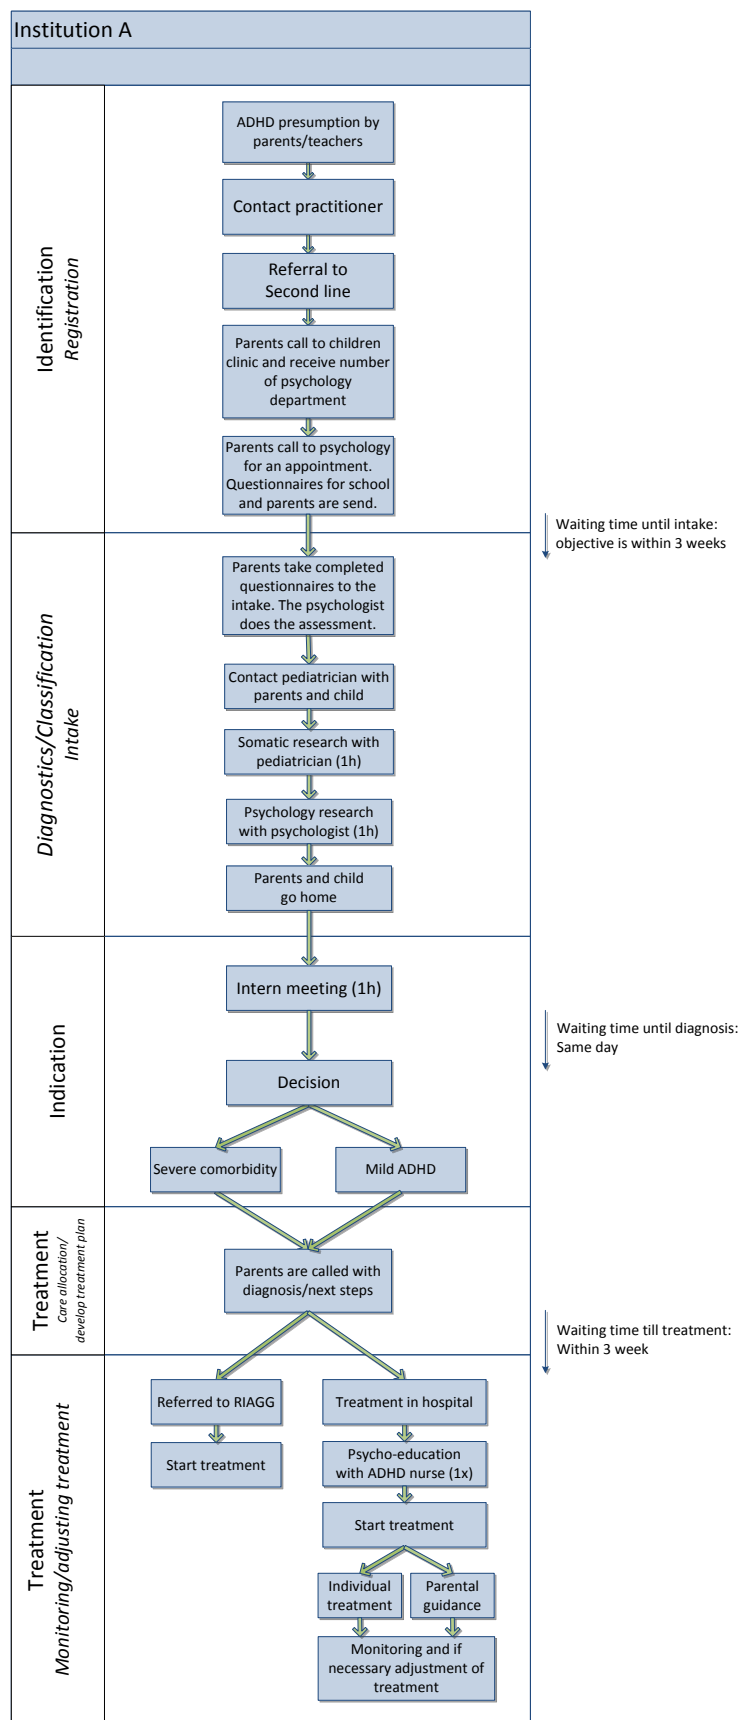 Institution A
Identification
Registration
ADHD presumption by
parents/teachers
Contact practitioner
Referral to
Second line
Parents call to children
clinic and receive number
of psychology
department
Parents call to psychology
for an appointment.
Questionnaires for school
and parents are send.
Waiting time until intake:
objective is within 3 weeks
Diagnostics/Classification
Intake
Parents take completed
questionnaires to the
intake. The psychologist
does the assessment.
Contact pediatrician with
parents and child
Somatic research with
pediatrician (1h)
Psychology research
with psychologist (1h)
Parents and child
go home
Indication
Intern meeting (1h)
Waiting time until diagnosis:
Same day
Decision
Severe comorbidity
Mild ADHD
Treatment
Care allocation/
develop treatment plan
Parents are called with
diagnosis/next steps
Waiting time till treatment:
Within 3 week
Treatment
Monitoring/adjusting treatment
Referred to RIAGG
Treatment in hospital
Start treatment
Psycho-education
with ADHD nurse (1x)
Start treatment
Individual
treatment
Parental
guidance
Monitoring and if
necessary adjustment of
treatment